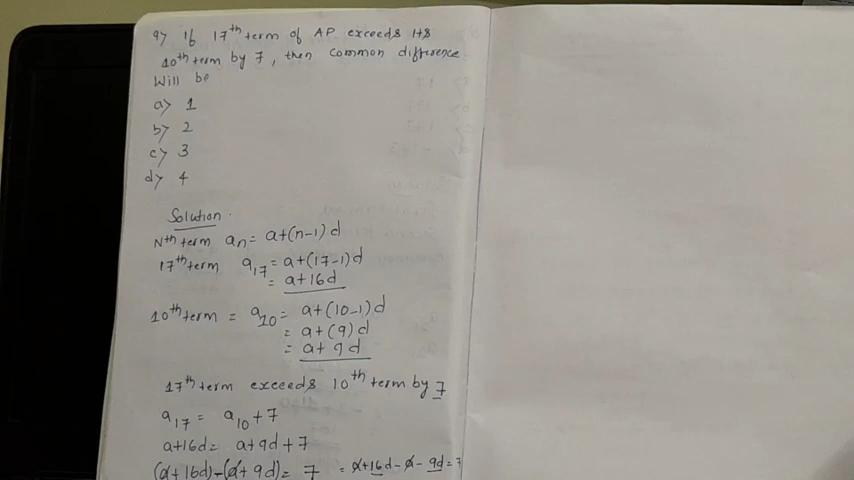 9> If 17th term of AP exceeds its
10th term by 7, then common difference
Will be
a> 1
b> 2
c> 3
d> 4
Solution.
Nth term an = a+(n-1)d
17th term a17 = a+(17-1)d
= a+16d
10th term = a10 = a+(10-1)d
= a+(9)d
= a+9d
17th term exceeds 10th term by 7
a17 = a10+7
a+16d = a+9d+7
(a+16d)-(a+9d) = 7 = a+16d-a-9d=7